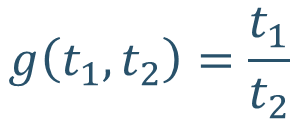 g(t₁, t₂) = t₁/t₂